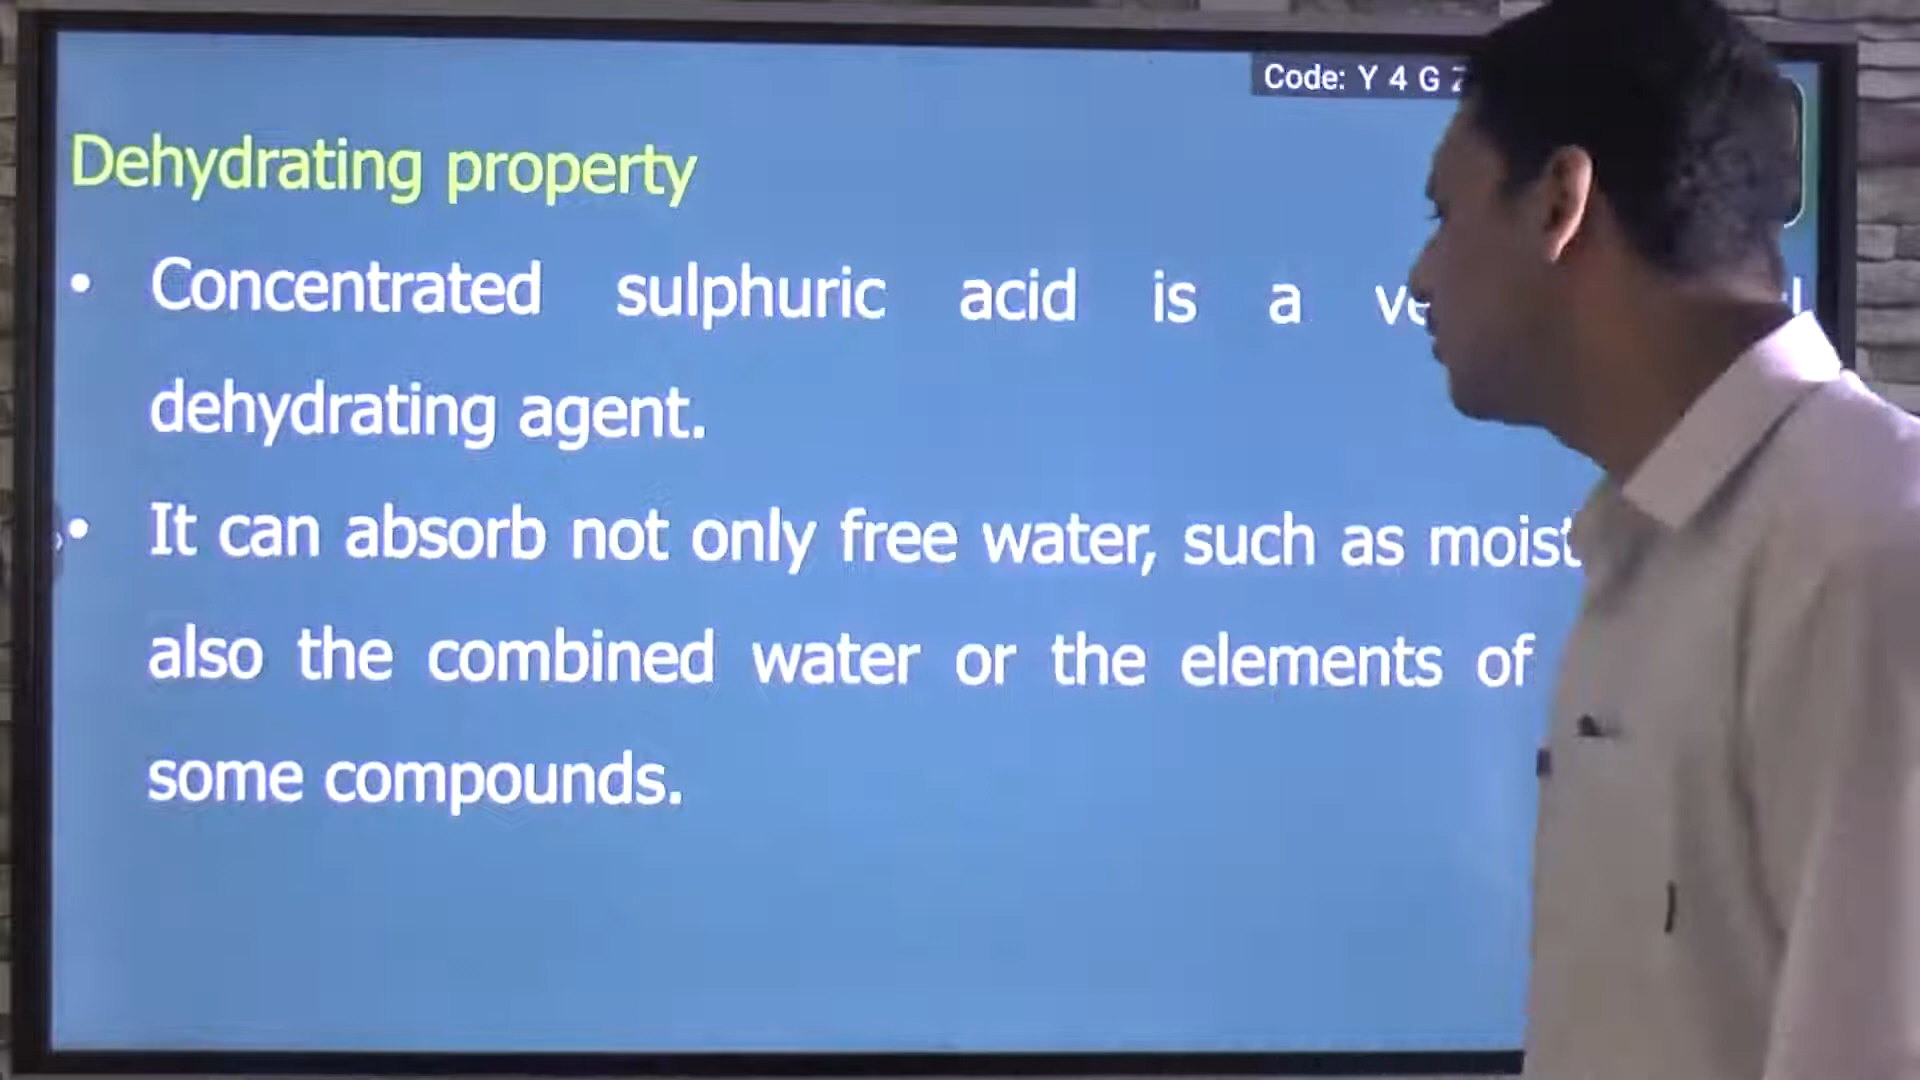 Code: Y 4 G
Dehydrating property
• Concentrated sulphuric acid is a
dehydrating agent.
• It can absorb not only free water, such as
also the combined water or the elements of
some compounds.